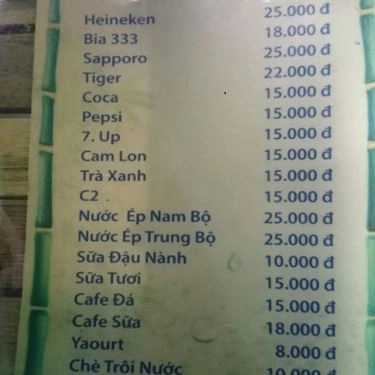 Heineken 25.000 đ
Bia 333 18.000 đ
Sapporo 25.000 đ
Tiger 22.000 đ
Coca 15.000 đ
Pepsi 15.000 đ
7. Up 15.000 đ
Cam Lon 15.000 đ
Trà Xanh 15.000 đ
C2 15.000 đ
Nước Ép Nam Bộ 25.000 đ
Nước Ép Trung Bộ 25.000 đ
Sữa Đậu Nành 10.000 đ
Sữa Tươi 15.000 đ
Cafe Đá 15.000 đ
Cafe Sữa 18.000 đ
Yaourt 8.000 đ
Chè Trôi Nước 10.000 đ